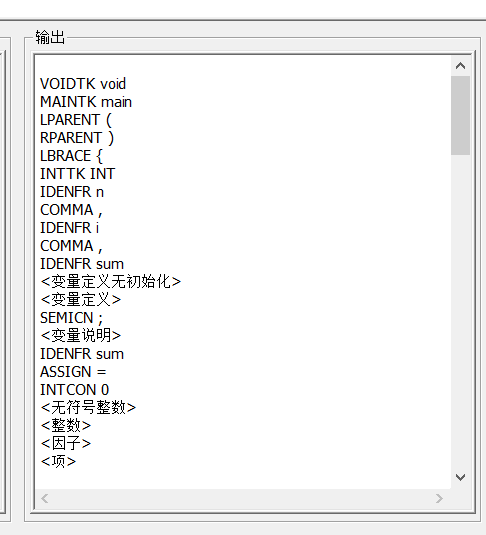 输出
VOIDTK void
MAINTK main
LPARENT (
RPARENT )
LBRACE {
INTTK INT
IDENFR n
COMMA ,
IDENFR i
COMMA ,
IDENFR sum
<变量定义无初始化>
<变量定义>
SEMICN ;
<变量说明>
IDENFR sum
ASSIGN =
INTCON 0
<无符号整数>
<整数>
<因子>
<项>